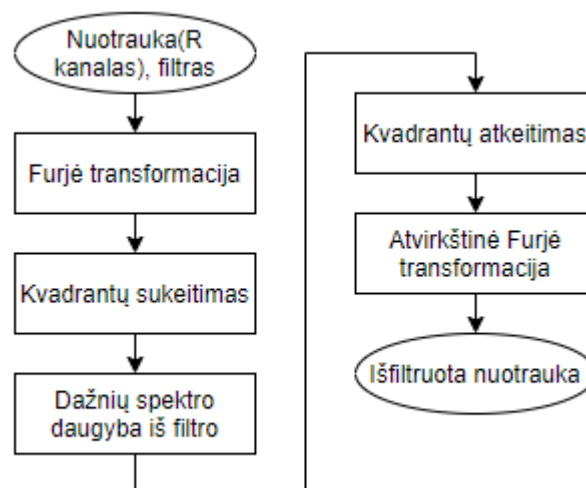 Nuotrauka(R
kanalas), filtras
Furjė transformacija
Kvadrantų sukeitimas
Dažnių spektro
daugyba iš filtro
Kvadrantų atkeitimas
Atvirkštinė Furjė
transformacija
Išfiltruota nuotrauka